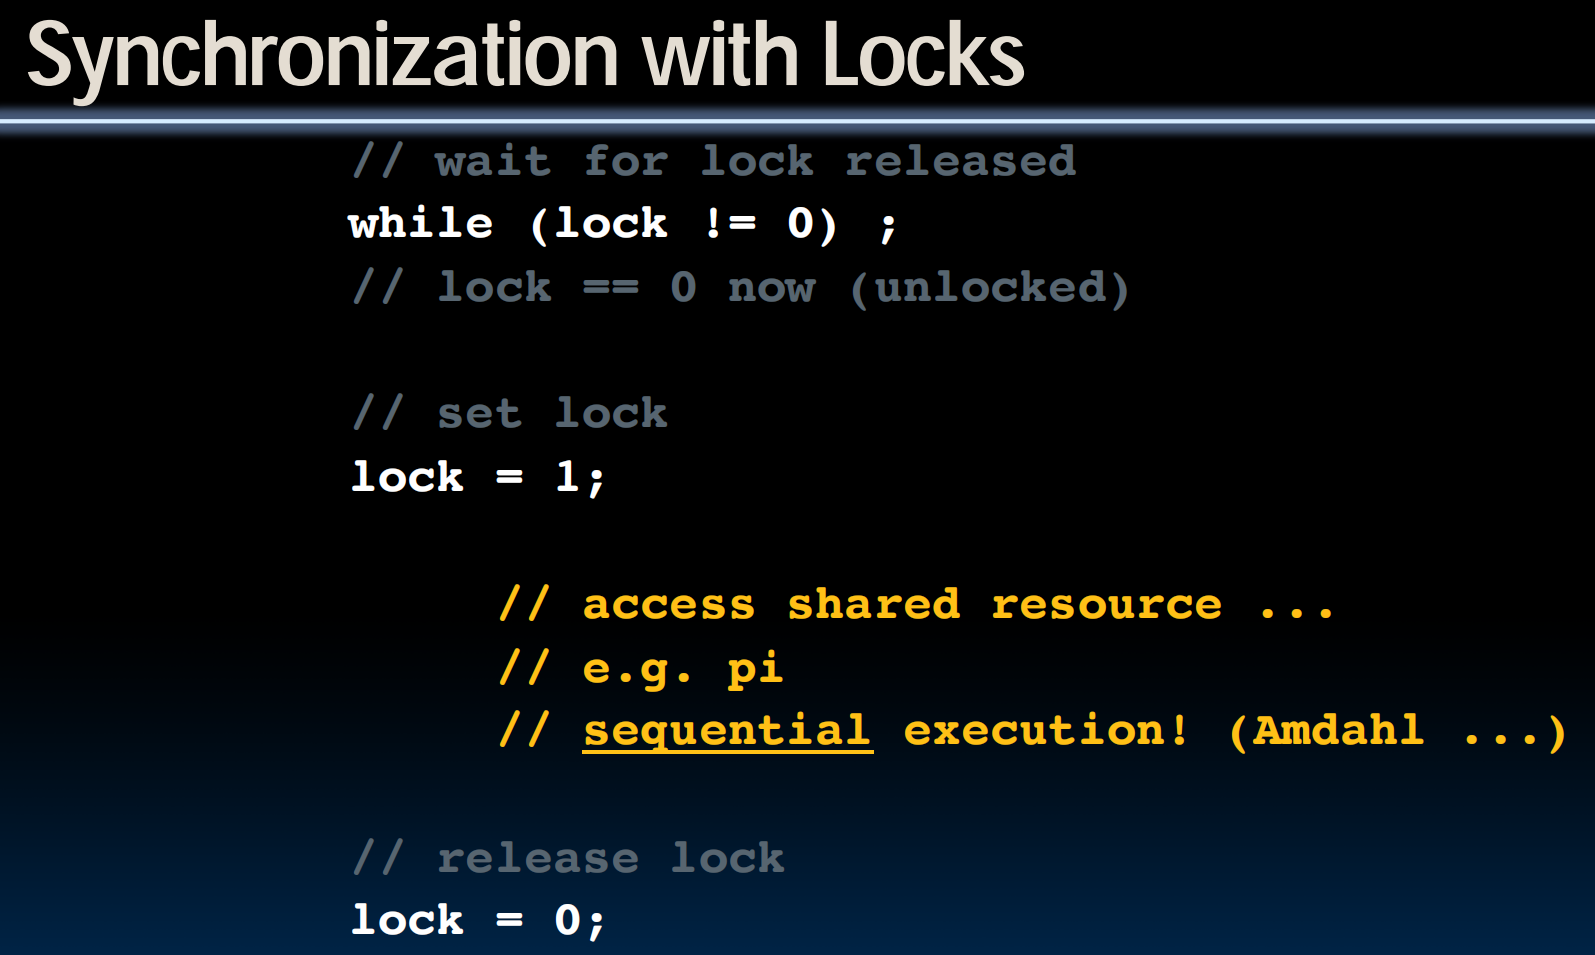 Synchronization with Locks
// wait for lock released
while (lock != 0) ;
// lock == 0 now (unlocked)
// set lock
lock = 1;
// access shared resource ...
// e.g. pi
// sequential execution! (Amdahl ...)
// release lock
lock = 0;